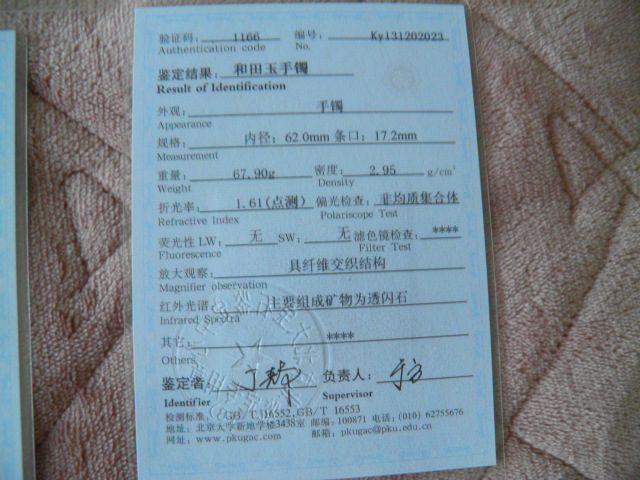 验证码: 1166 编号: Ky131202023
Authentication code No.
鉴定结果: 和田玉手镯
Result of Identification
外观: 手镯
Appearance
规格: 内径: 62.0mm 条口: 17.2mm
Measurement
重量: 67.90g 密度: 2.95 g/cm³
Weight Density
折光率: 1.61(点测) 偏光检查: 非均质集合体
Refractive Index Polariscope Test
荧光性 LW: 无 SW: 无 滤色镜检查: ****
Fluorescence Filter Test
放大观察: 具纤维交织结构
Magnifier observation
红外光谱: 主要组成矿物为透闪石
Infrared Spectra
其它: ****
Others
鉴定者: 负责人:
Identifier Supervisor
检测标准: GB/T 16552,GB/T 16553
地址: 北京大学新地学楼3438室 邮编: 100871 电话: (010) 62755676
网址: www.pkugac.com 邮箱: pkugac@pku.edu.cn